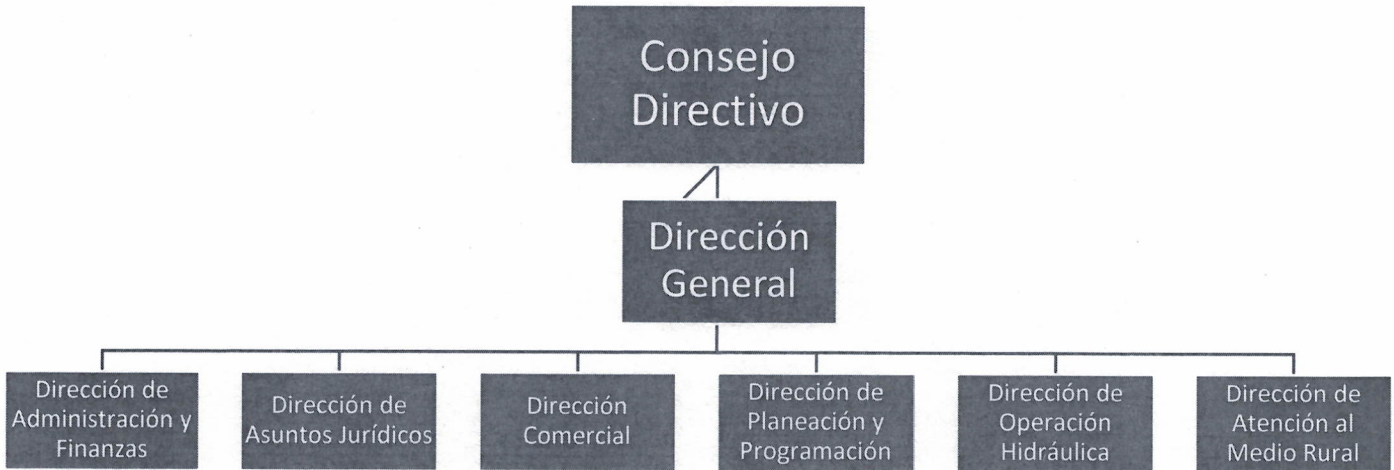 Consejo
Directivo
Dirección
General
Dirección de
Administración y
Finanzas
Dirección de
Asuntos Jurídicos
Dirección
Comercial
Dirección de
Planeación y
Programación
Dirección de
Operación
Hidráulica
Dirección de
Atención al
Medio Rural